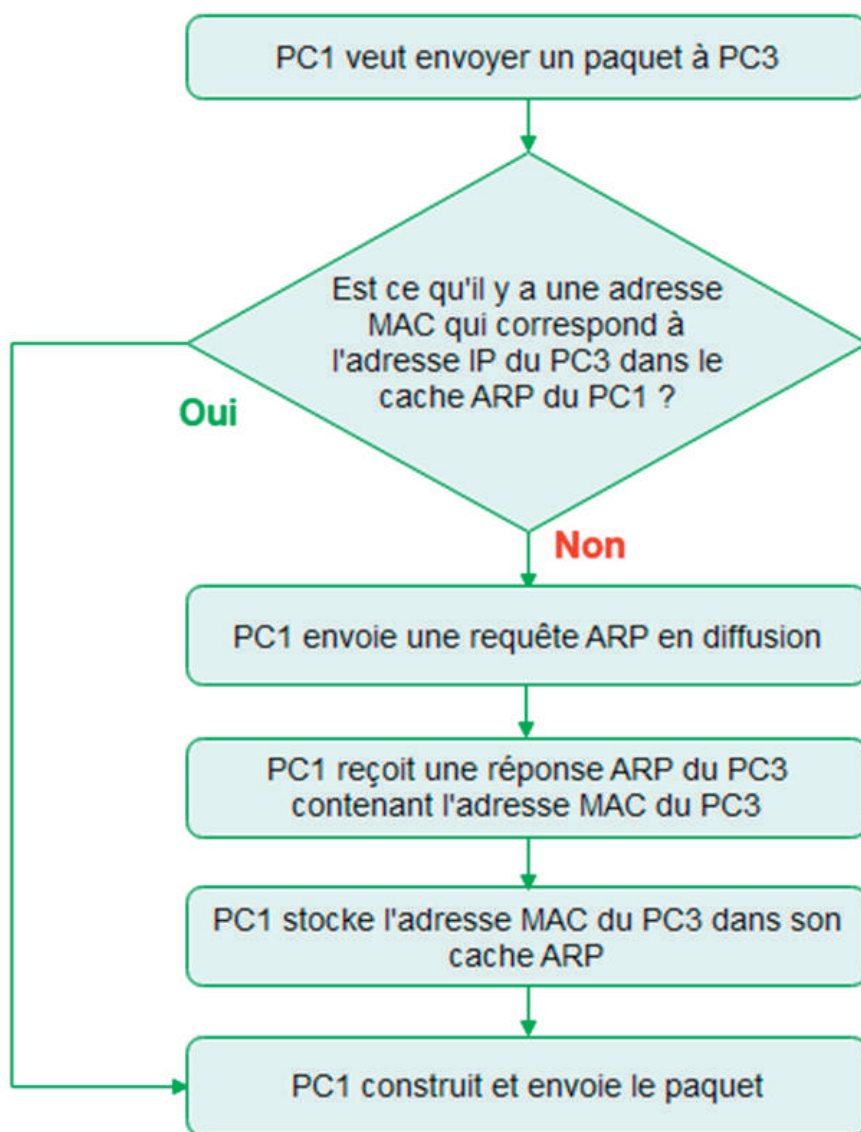 PC1 veut envoyer un paquet à PC3
Est ce qu'il y a une adresse
MAC qui correspond à
l'adresse IP du PC3 dans le
cache ARP du PC1 ?
Oui
Non
PC1 envoie une requête ARP en diffusion
PC1 reçoit une réponse ARP du PC3
contenant l'adresse MAC du PC3
PC1 stocke l'adresse MAC du PC3 dans son
cache ARP
PC1 construit et envoie le paquet